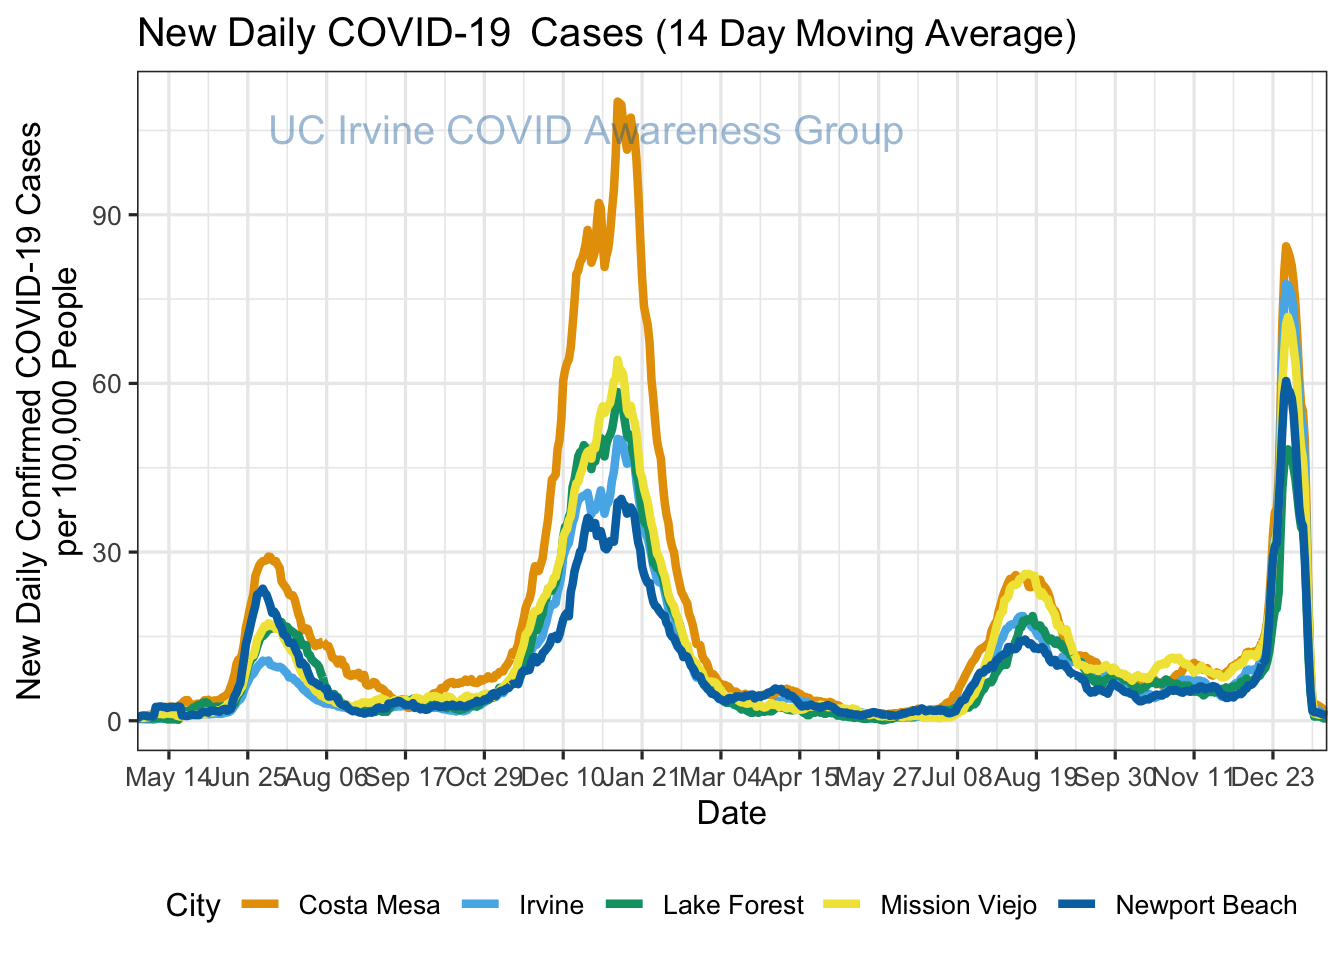 New Daily COVID-19 Cases (14 Day Moving Average)
UC Irvine COVID Awareness Group
New Daily Confirmed COVID-19 Cases
per 100,000 People
90
60
30
0
May 14 Jun 25 Aug 06 Sep 17 Oct 29 Dec 10 Jan 21 Mar 04 Apr 15 May 27 Jul 08 Aug 19 Sep 30 Nov 11 Dec 23
Date
City Costa Mesa Irvine Lake Forest Mission Viejo Newport Beach